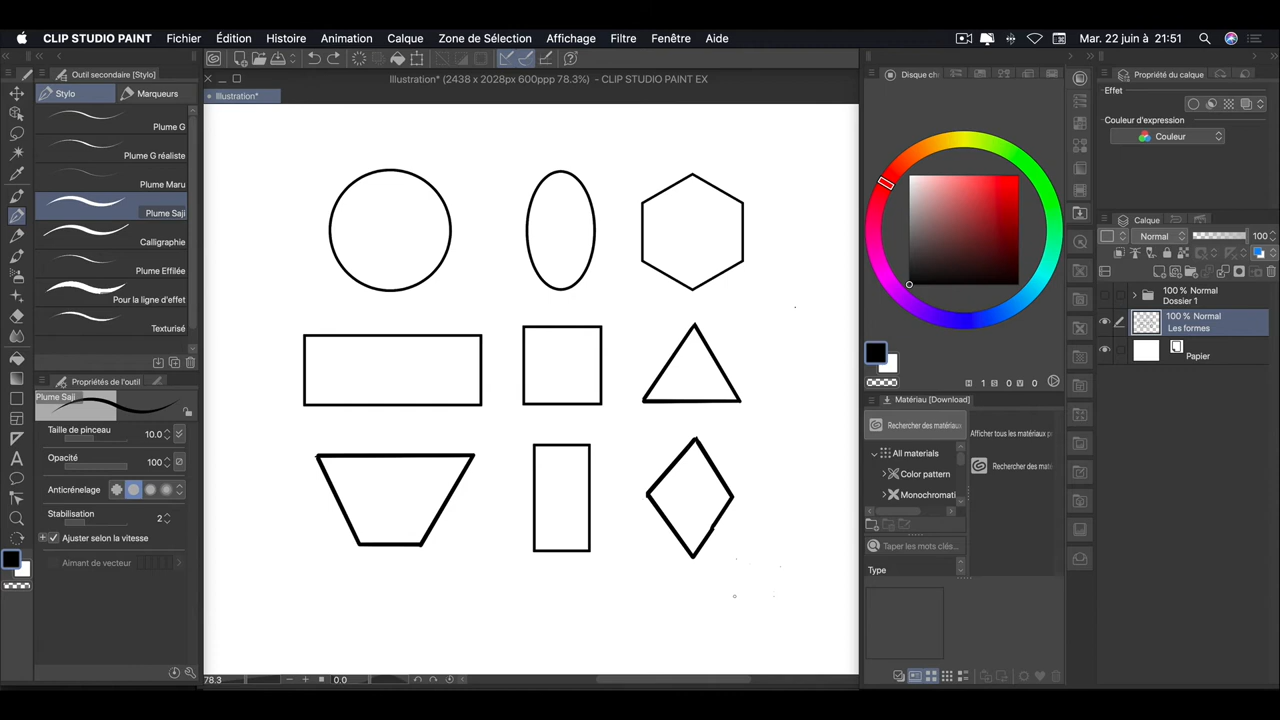 CLIP STUDIO PAINT Fichier Édition Histoire Animation Calque Zone de Sélection Affichage Filtre Fenêtre Aide Mar. 22 juin à 21:51
Illustration* (2438 x 2028px 600ppp 78.3%) - CLIP STUDIO PAINT EX
Outil secondaire [Stylo]
Stylo Marqueurs
Plume G
Plume G réaliste
Plume Maru
Plume Saji
Calligraphie
Plume Effilée
Pour la ligne d'effet
Texturisé
Propriétés de l'outil
Plume Saji
Taille de pinceau 10.0
Opacité 100
Anticrénelage
Stabilisation
2
Ajuster selon la vitesse
Aimant de vecteur
Illustration*
78.3 0.0
Disque ch
H 1 S 0 V 0
Matériau [Download]
Rechercher des matériaux
Afficher tous les matériaux p
All materials
Color pattern
Monochromati
Rechercher des maté
Taper les mots clés...
Type
Propriété du calque
Effet
Couleur d'expression
Couleur
Calque
Normal 100
100 % Normal
Dossier 1
100 % Normal
Les formes
Papier